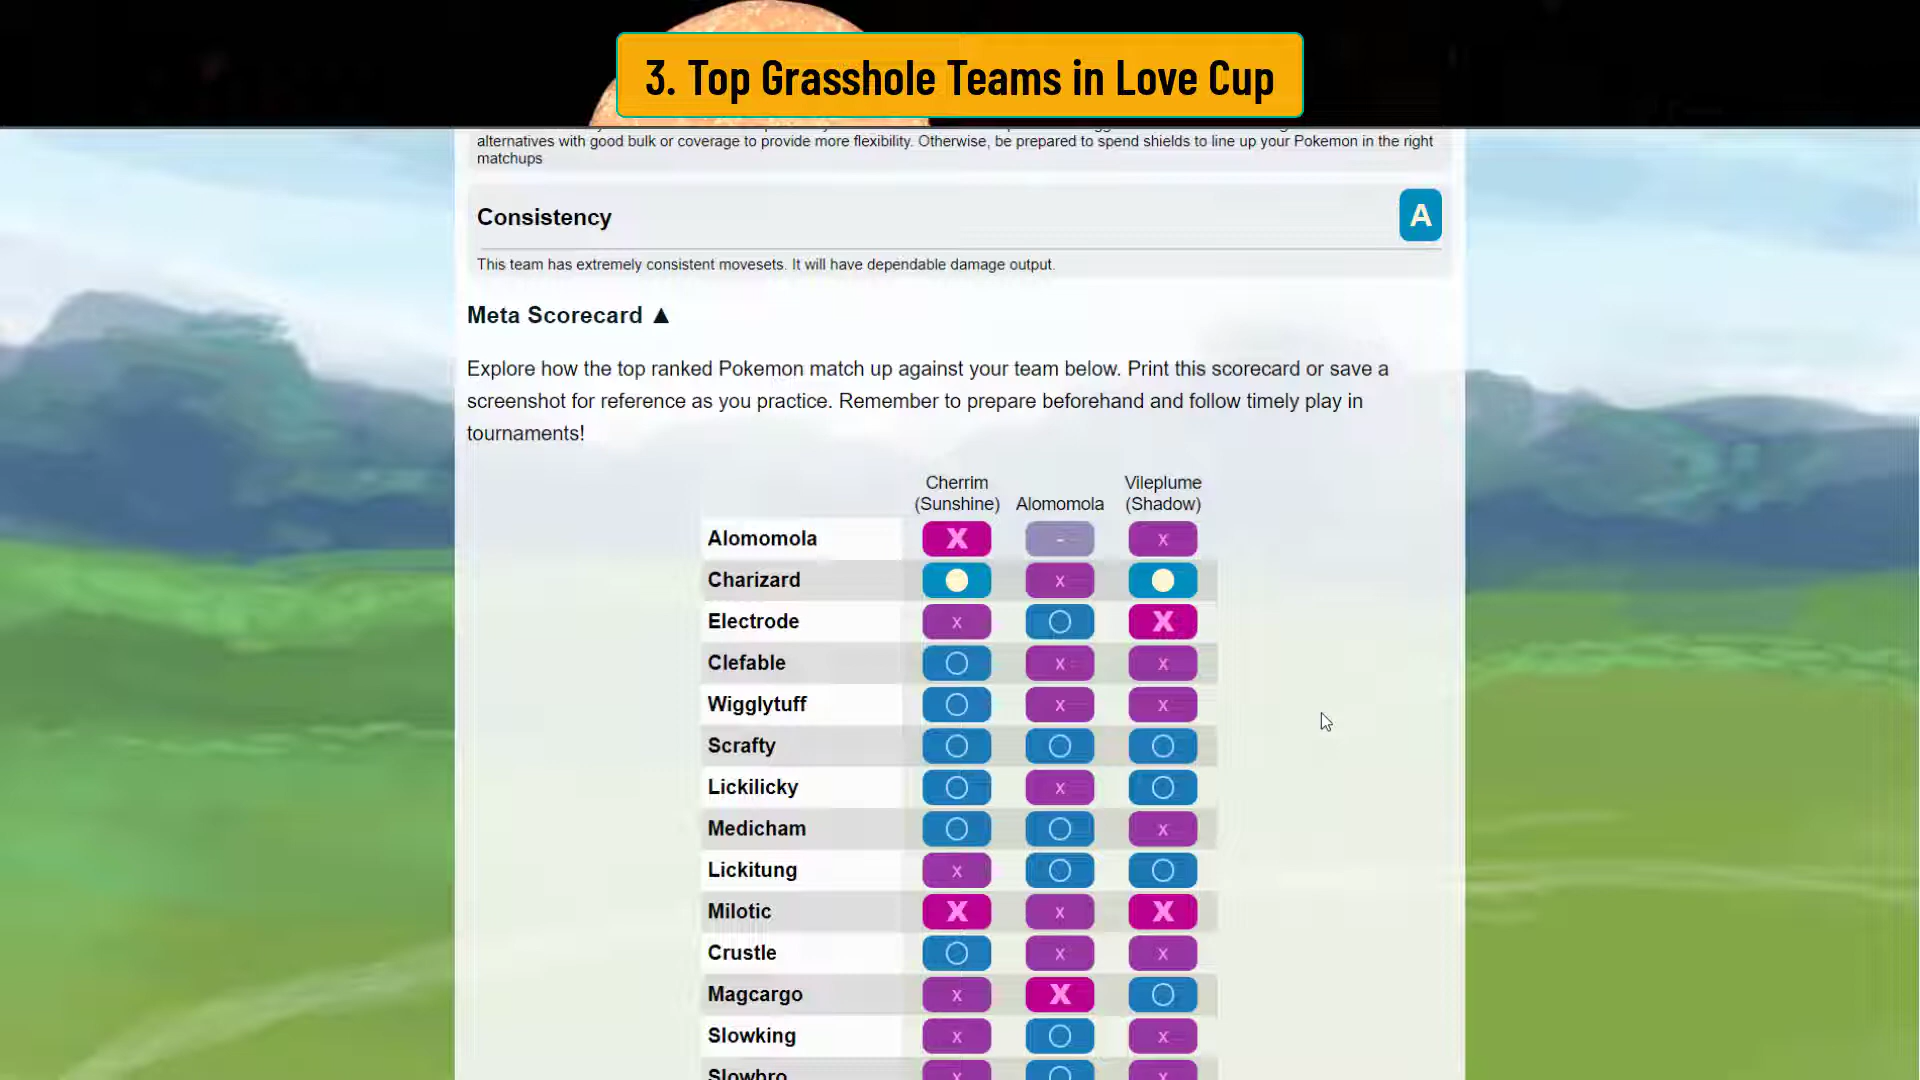 3. Top Grasshole Teams in Love Cup
alternatives with good bulk or coverage to provide more flexibility. Otherwise, be prepared to spend shields to line up your Pokemon in the right
matchups
Consistency A
This team has extremely consistent movesets. It will have dependable damage output.
Meta Scorecard ▲
Explore how the top ranked Pokemon match up against your team below. Print this scorecard or save a
screenshot for reference as you practice. Remember to prepare beforehand and follow timely play in
tournaments!
Cherrim Vileplume
(Sunshine) Alomomola (Shadow)
Alomomola X - x
Charizard x
Electrode x X
Clefable x x
Wigglytuff x x
Scrafty
Lickilicky x
Medicham x
Lickitung x
Milotic X x X
Crustle x x
Magcargo x X
Slowking x x
Slowbro x x